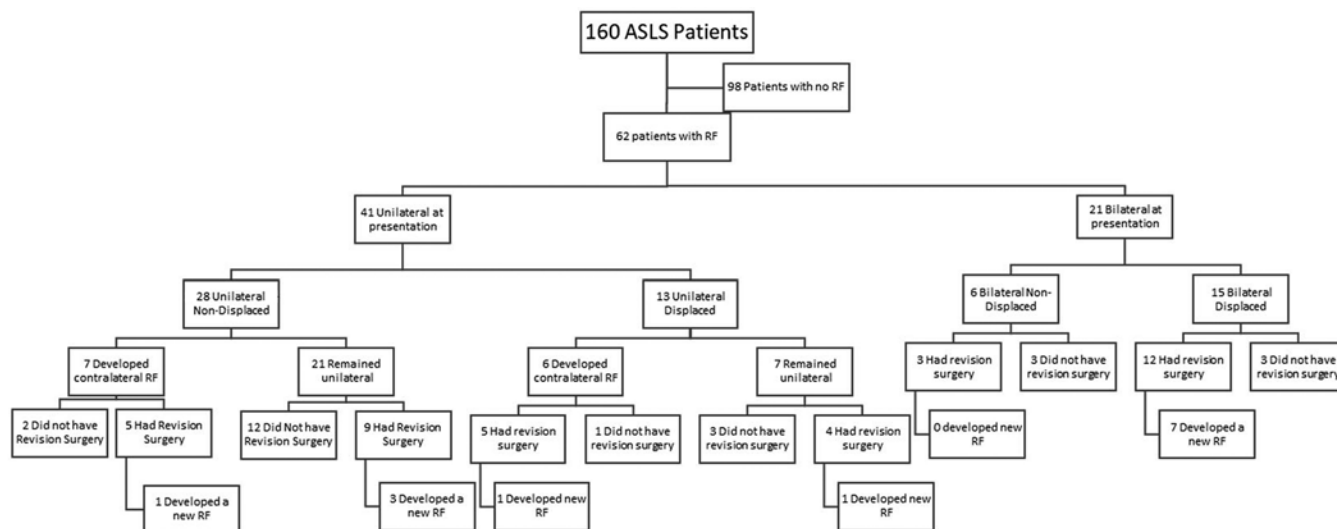 160 ASLS Patients
98 Patients with no RF
62 patients with RF
41 Unilateral at
presentation
21 Bilateral at
presentation
28 Unilateral
Non-Displaced
13 Unilateral
Displaced
6 Bilateral Non-
Displaced
15 Bilateral
Displaced
7 Developed
contralateral RF
21 Remained
unilateral
6 Developed
contralateral RF
7 Remained
unilateral
3 Had revision
surgery
3 Did not have
revision surgery
12 Had revision
surgery
3 Did not have
revision surgery
2 Did not have
Revision Surgery
5 Had Revision
Surgery
12 Did Not have
Revision Surgery
9 Had Revision
Surgery
5 Had revision
surgery
1 Did not have
revision surgery
3 Did not have
revision surgery
4 Had revision
surgery
0 developed new
RF
7 Developed a
new RF
1 Developed a
new RF
3 Developed a
new RF
1 Developed new
RF
1 Developed new
RF